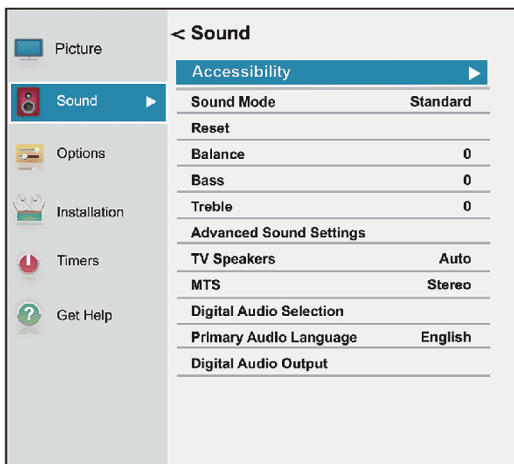 Picture
Sound
Options
Installation
Timers
Get Help
< Sound
Accessibility
Sound Mode Standard
Reset
Balance 0
Bass 0
Treble 0
Advanced Sound Settings
TV Speakers Auto
MTS Stereo
Digital Audio Selection
Primary Audio Language English
Digital Audio Output